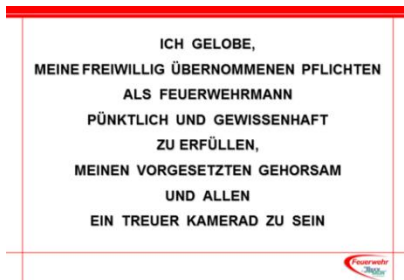 ICH GELOBE,
MEINE FREIWILLIG ÜBERNOMMENEN PFLICHTEN
ALS FEUERWEHRMANN
PÜNKTLICH UND GEWISSENHAFT
ZU ERFÜLLEN,
MEINEN VORGESETZTEN GEHORSAM
UND ALLEN
EIN TREUER KAMERAD ZU SEIN
Feuerwehr